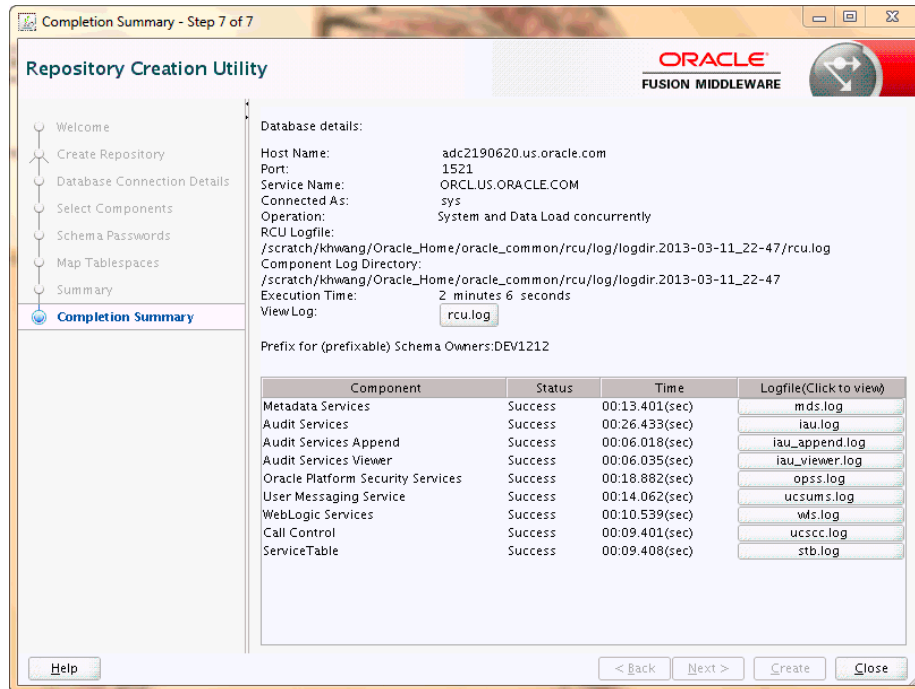 Completion Summary - Step 7 of 7
Repository Creation Utility
ORACLE
FUSION MIDDLEWARE
Welcome
Create Repository
Database Connection Details
Select Components
Schema Passwords
Map Tablespaces
Summary
Completion Summary
Database details:
Host Name: adc2190620.us.oracle.com
Port: 1521
Service Name: ORCL.US.ORACLE.COM
Connected As: sys
Operation: System and Data Load concurrently
RCU Logfile:
/scratch/khwang/Oracle_Home/oracle_common/rcu/log/logdir.2013-03-11_22-47/rcu.log
Component Log Directory:
/scratch/khwang/Oracle_Home/oracle_common/rcu/log/logdir.2013-03-11_22-47
Execution Time: 2 minutes 6 seconds
View Log: rcu.log
Prefix for (prefixable) Schema Owners:DEV1212
Component Status Time Logfile(Click to view)
Metadata Services Success 00:13.401(sec) mds.log
Audit Services Success 00:26.433(sec) iau.log
Audit Services Append Success 00:06.018(sec) iau_append.log
Audit Services Viewer Success 00:06.035(sec) iau_viewer.log
Oracle Platform Security Services Success 00:18.882(sec) opss.log
User Messaging Service Success 00:14.062(sec) ucsums.log
WebLogic Services Success 00:10.539(sec) wls.log
Call Control Success 00:09.401(sec) ucscc.log
ServiceTable Success 00:09.408(sec) stb.log
Help < Back Next > Create Close